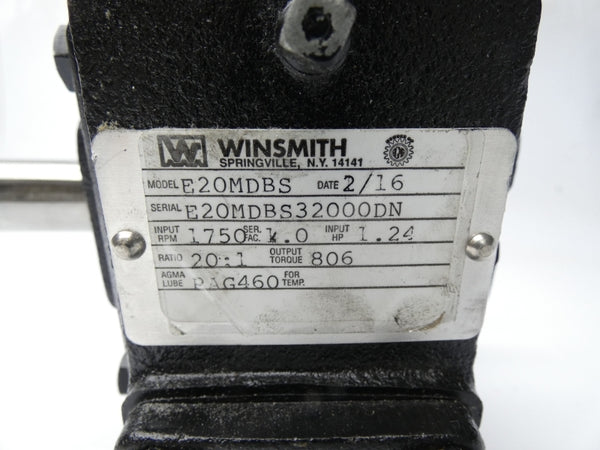 W WINSMITH
SPRINGVILLE, N.Y. 14141
MODEL E20MDBS DATE 2/16
SERIAL E20MDBS32000DN
INPUT RPM 1750 SER. FAC. 1.0 INPUT HP 1.24
RATIO 20:1 OUTPUT TORQUE 806
AGMA LUBE PAG460 FOR TEMP.